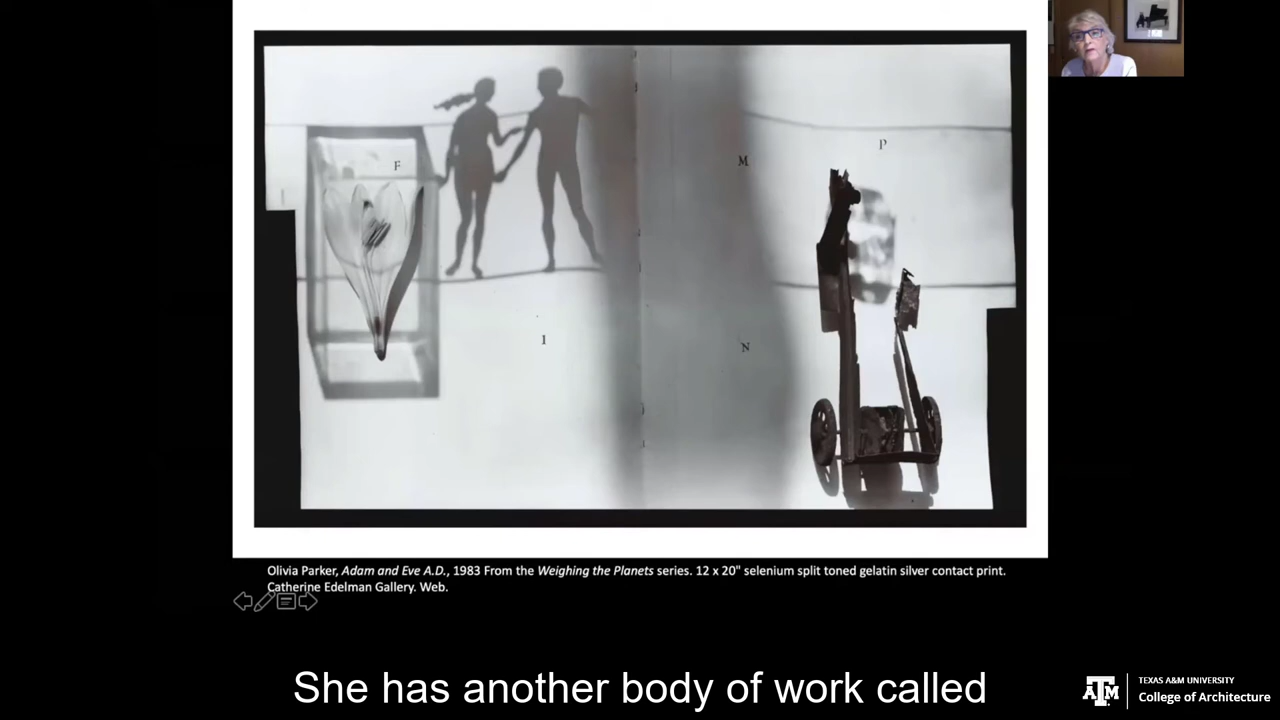 F
M
P
I
N
Olivia Parker, Adam and Eve A.D., 1983 From the Weighing the Planets series. 12 x 20" selenium split toned gelatin silver contact print.
Catherine Edelman Gallery. Web.
She has another body of work called
TEXAS A&M UNIVERSITY
College of Architecture
ATM